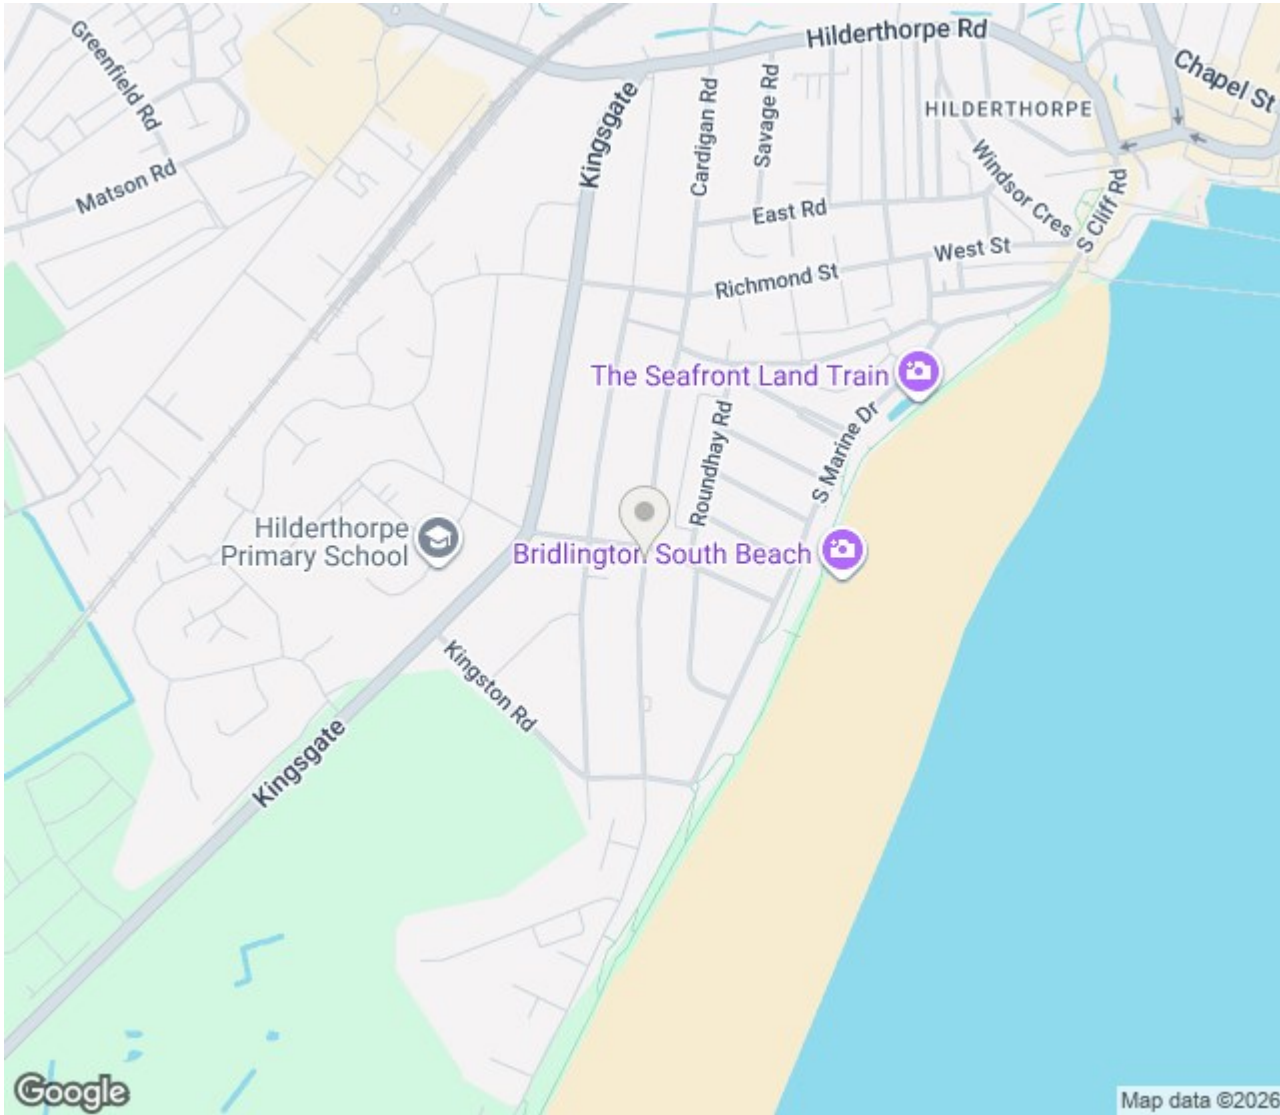 Hilderthorpe Rd
Greenfield Rd
Kingsgate
Cardigan Rd
Savage Rd
Chapel St
HILDERTHORPE
Matson Rd
Windsor Cres
S Cliff Rd
East Rd
West St
Richmond St
The Seafront Land Train
Roundhay Rd
S Marine Dr
Hilderthorpe
Primary School
Bridlington South Beach
Kingston Rd
Kingsgate
Google
Map data ©2026